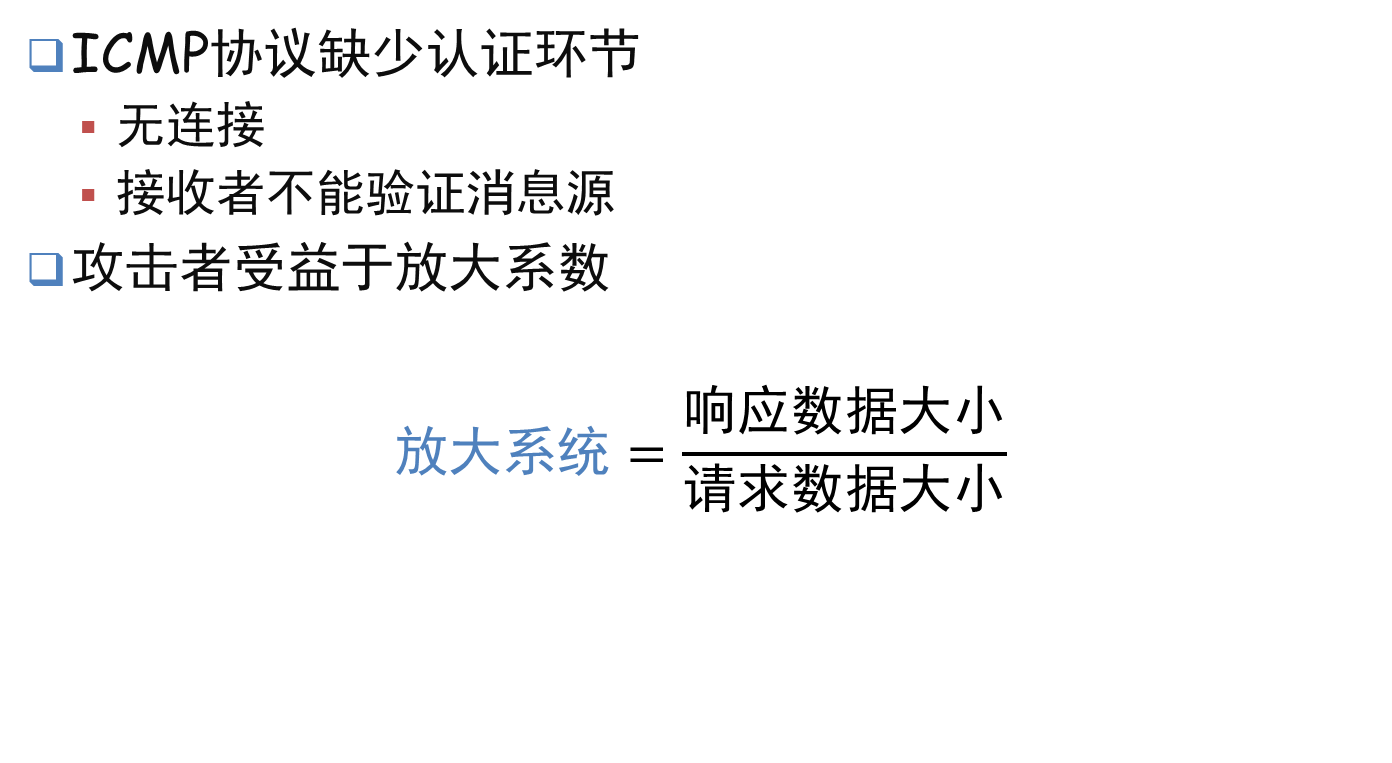 ICMP协议缺少认证环节
无连接
接收者不能验证消息源
攻击者受益于放大系数
放大系统 = 响应数据大小
请求数据大小